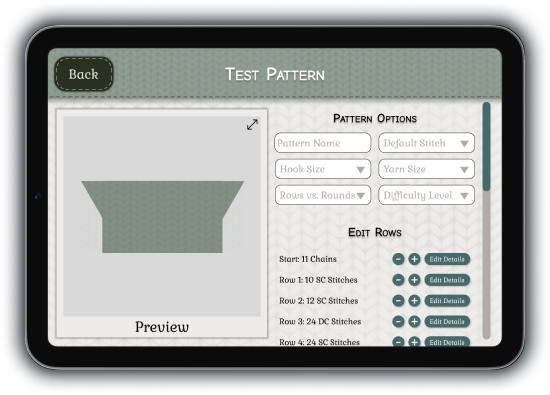 Back
Test Pattern
Preview
Pattern Options
Pattern Name
Default Stitch
Hook Size
Yarn Size
Rows vs. Rounds
Difficulty Level
Edit Rows
Start: 11 Chains
Edit Details
Row 1: 10 SC Stitches
Edit Details
Row 2: 12 SC Stitches
Edit Details
Row 3: 24 DC Stitches
Edit Details
Row 4: 24 SC Stitches
Edit Details